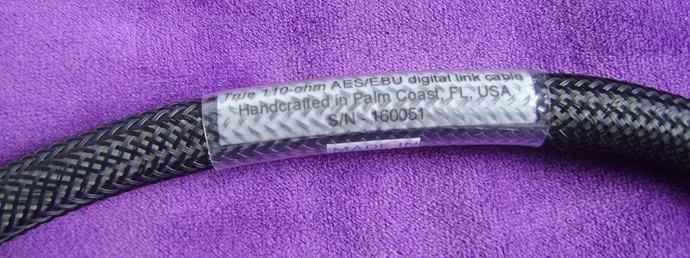 True 110-ohm AES/EBU digital link cable
Handcrafted in Palm Coast, FL, USA
S/N - 160051
MADE IN